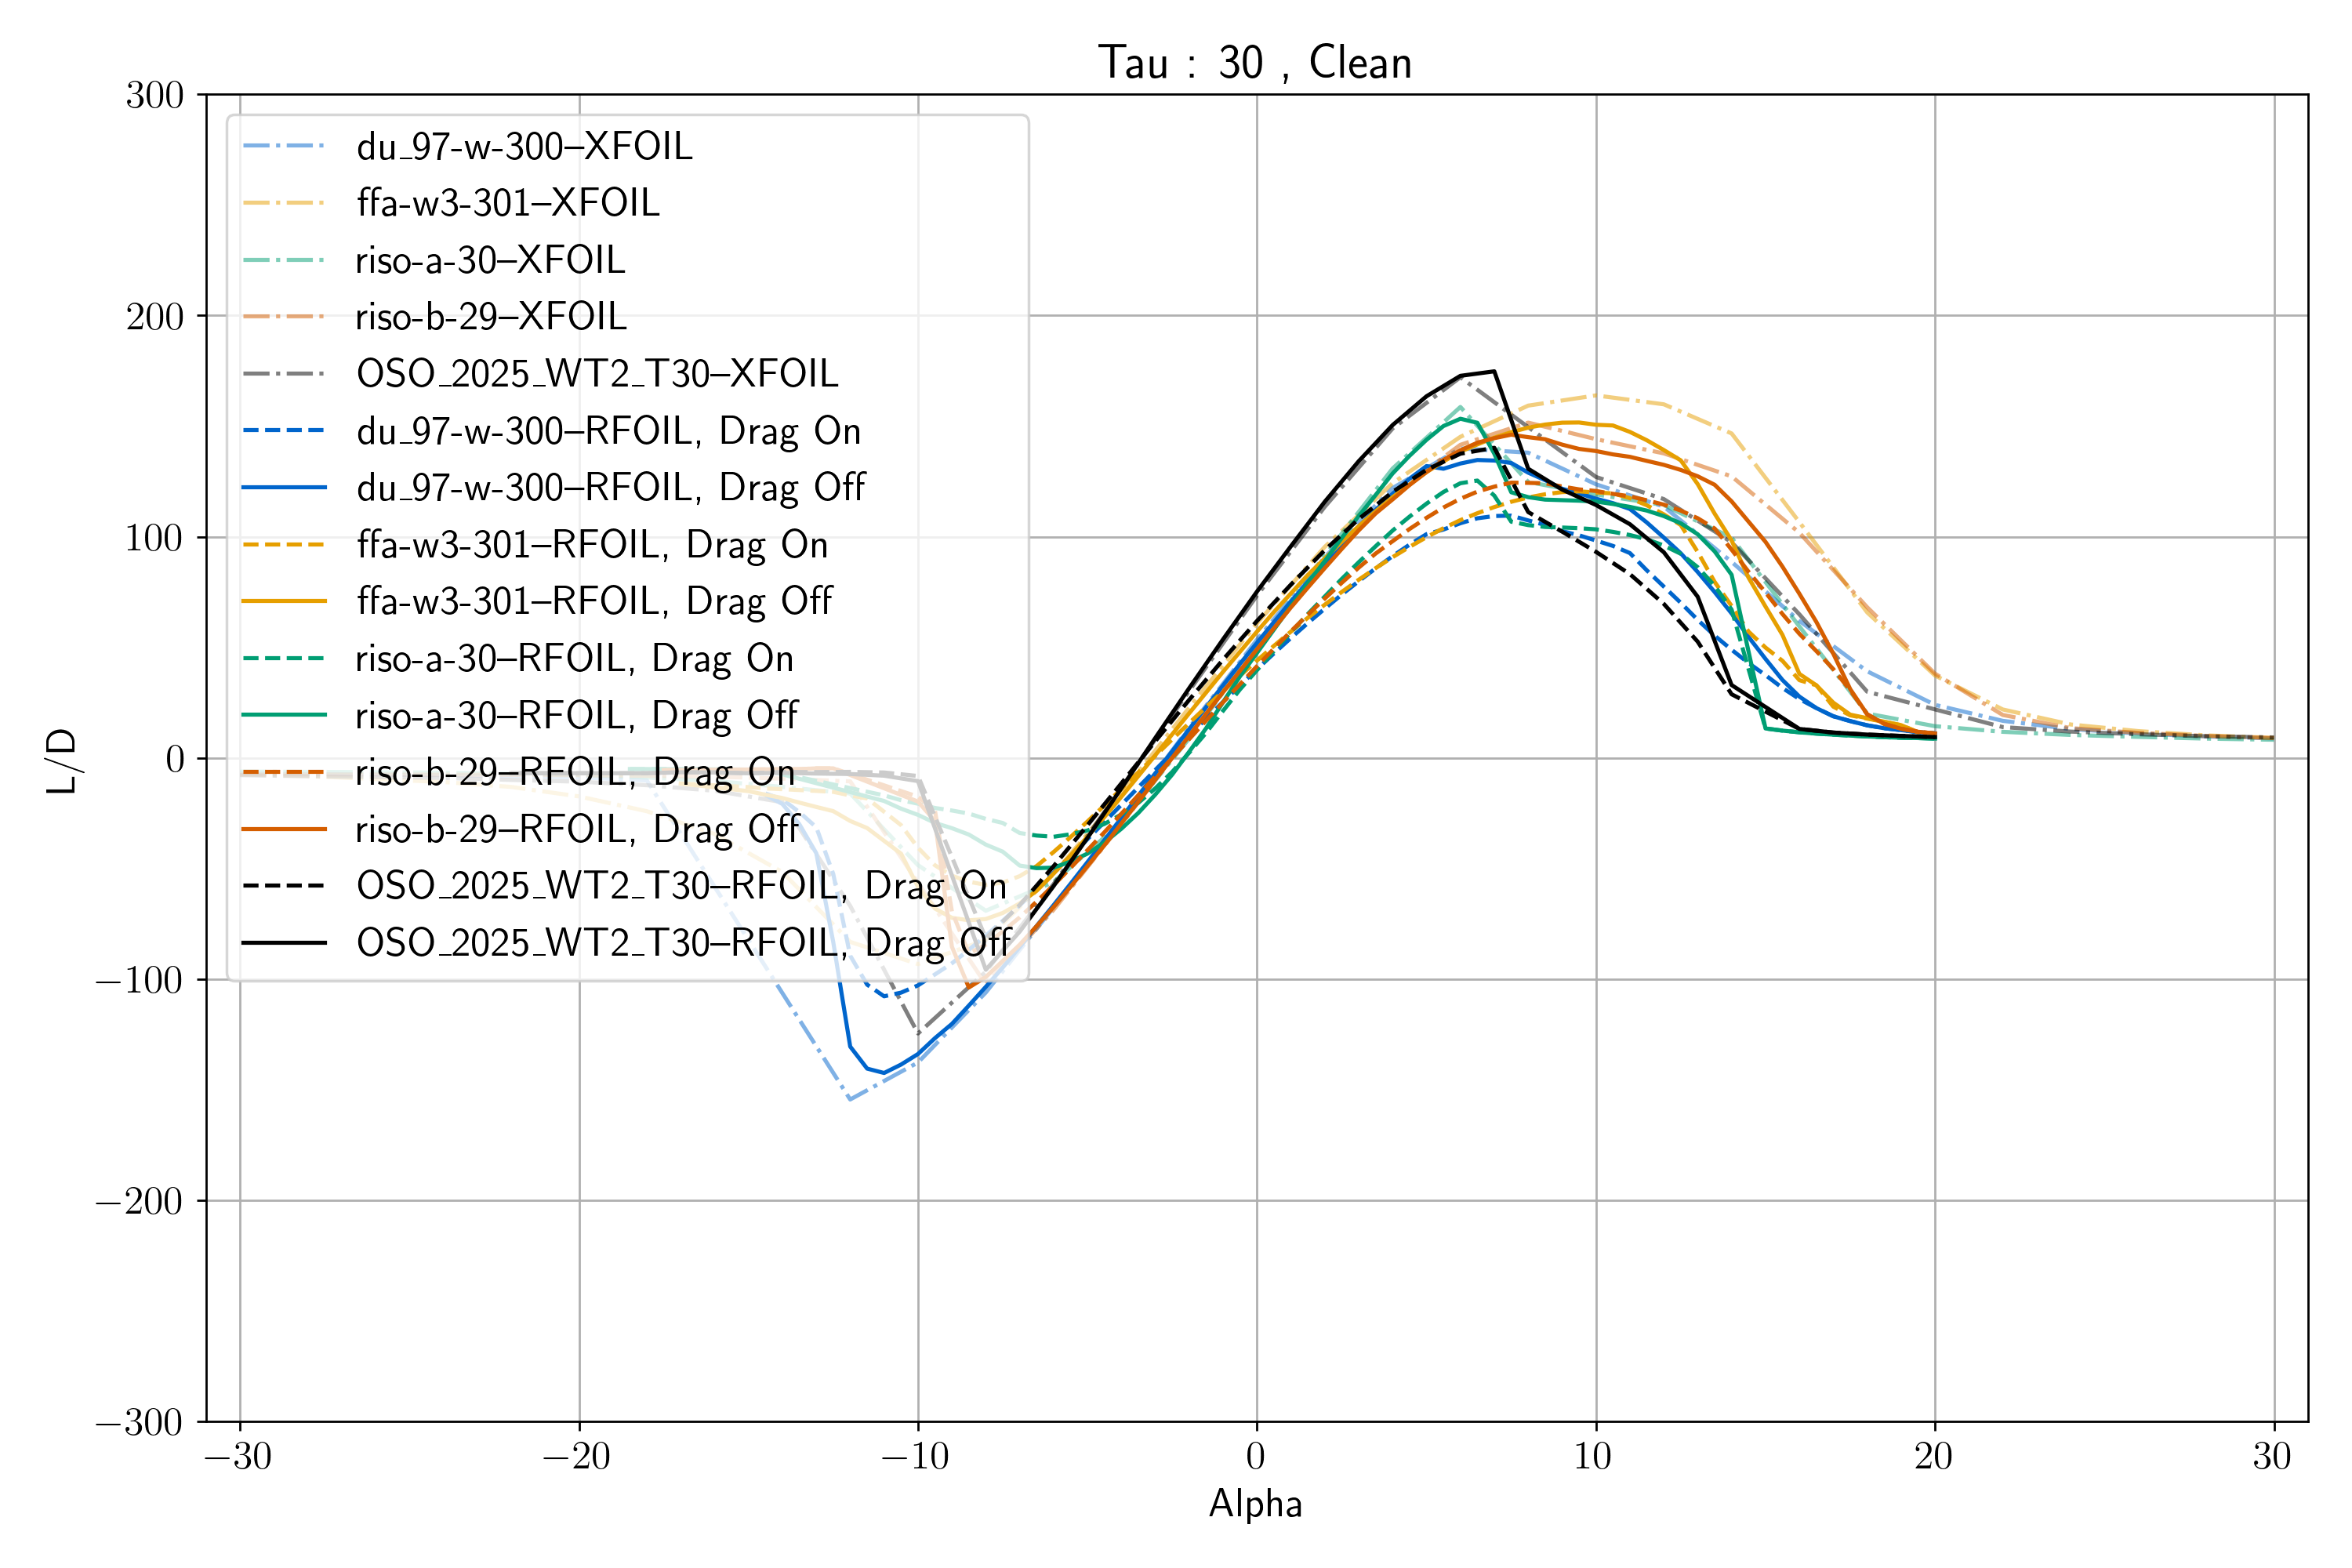 Tau : 30 , Clean
300
200
100
0
−100
−200
−300
L/D
du_97-w-300–XFOIL
ffa-w3-301–XFOIL
riso-a-30–XFOIL
riso-b-29–XFOIL
OSO_2025_WT2_T30–XFOIL
du_97-w-300–RFOIL, Drag On
du_97-w-300–RFOIL, Drag Off
ffa-w3-301–RFOIL, Drag On
ffa-w3-301–RFOIL, Drag Off
riso-a-30–RFOIL, Drag On
riso-a-30–RFOIL, Drag Off
riso-b-29–RFOIL, Drag On
riso-b-29–RFOIL, Drag Off
OSO_2025_WT2_T30–RFOIL, Drag On
OSO_2025_WT2_T30–RFOIL, Drag Off
−30 −20 −10 0 10 20 30
Alpha